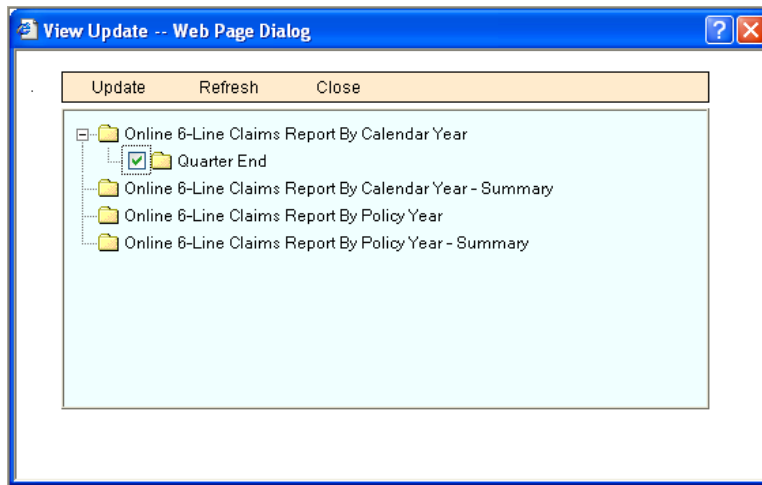 View Update -- Web Page Dialog
Update Refresh Close
Online 6-Line Claims Report By Calendar Year
Quarter End
Online 6-Line Claims Report By Calendar Year - Summary
Online 6-Line Claims Report By Policy Year
Online 6-Line Claims Report By Policy Year - Summary